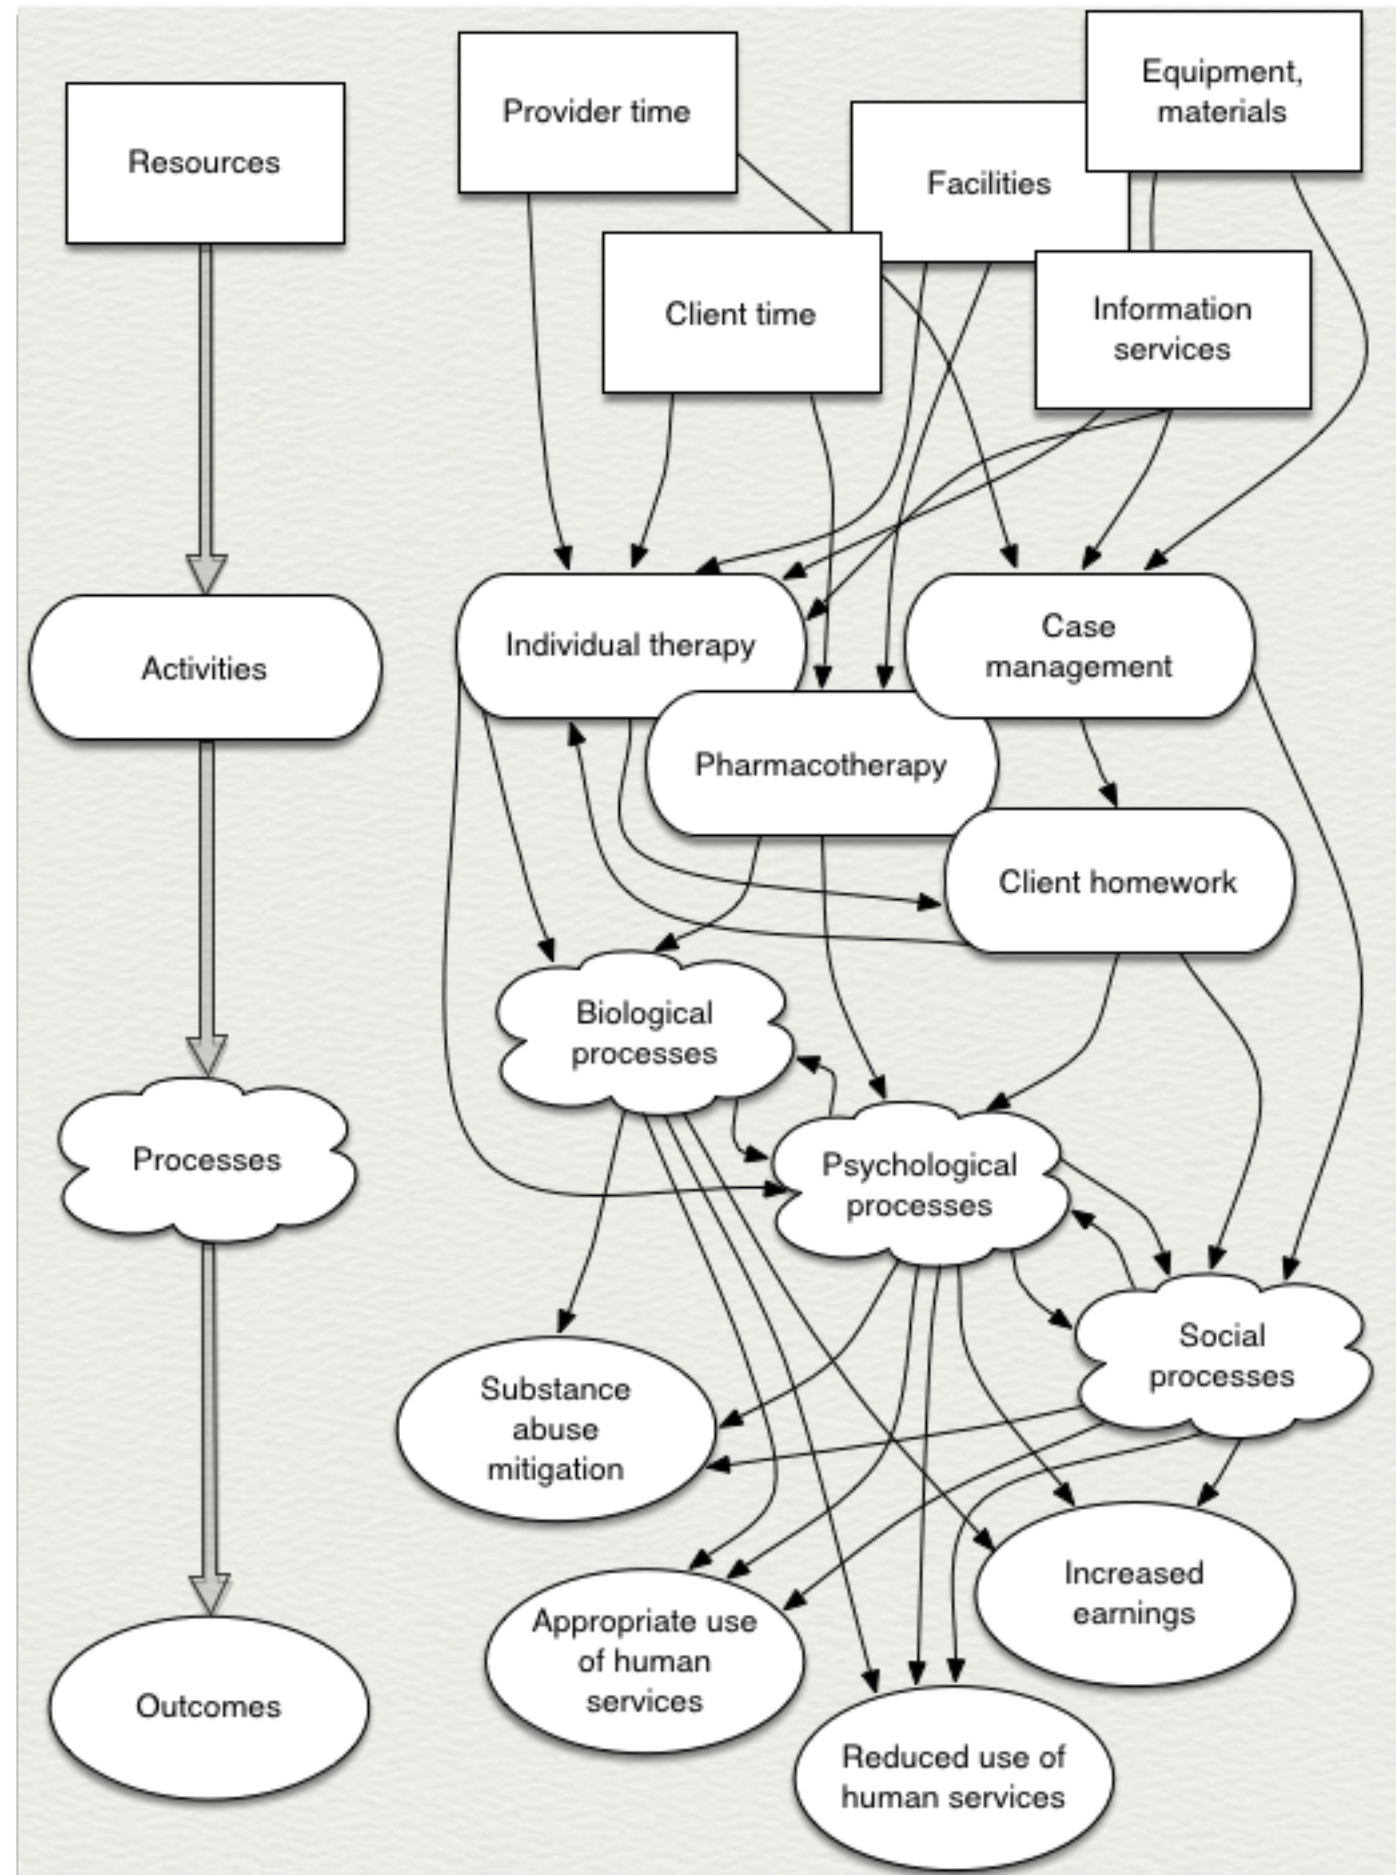 Resources
Activities
Processes
Outcomes
Provider time
Equipment,
materials
Facilities
Client time
Information
services
Individual therapy
Case
management
Pharmacotherapy
Client homework
Biological
processes
Psychological
processes
Social
processes
Substance
abuse
mitigation
Increased
earnings
Appropriate use
of human
services
Reduced use of
human services